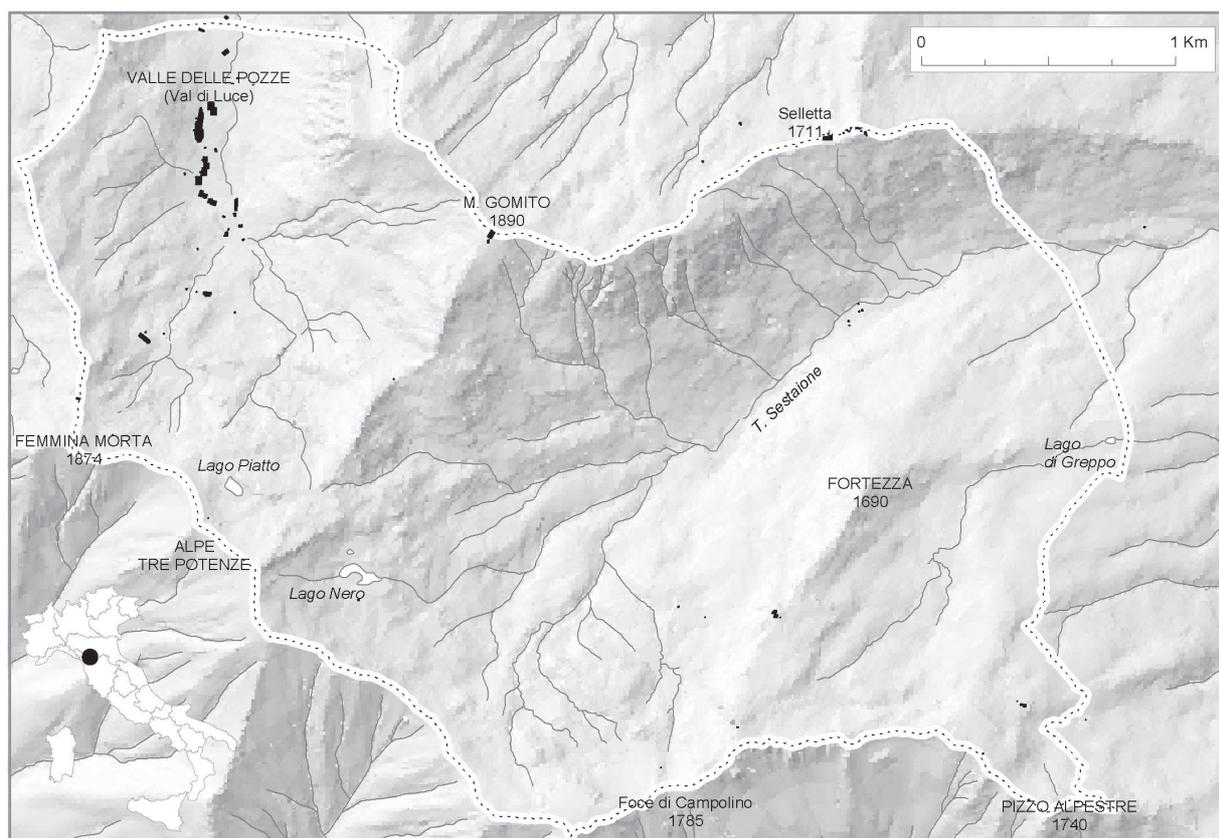 0
1 Km
VALLE DELLE POZZE
(Val di Luce)
Selletta
1711
M. GOMITO
1890
T. Sestaione
FEMMINA MORTA
1874
Lago Piatto
Lago
di Greppo
FORTEZZA
1690
ALPE
TRE POTENZE
Lago Nero
Foce di Campolino
1785
PIZZO ALPESTRE
1740